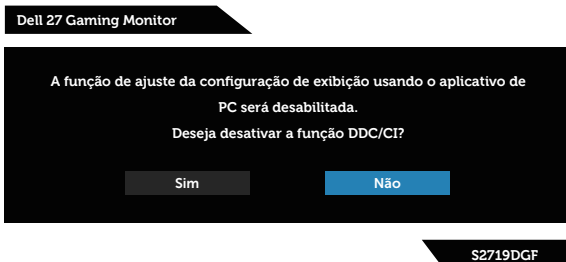 Dell 27 Gaming Monitor
A função de ajuste da configuração de exibição usando o aplicativo de
PC será desabilitada.
Deseja desativar a função DDC/CI?
Sim
Não
S2719DGF